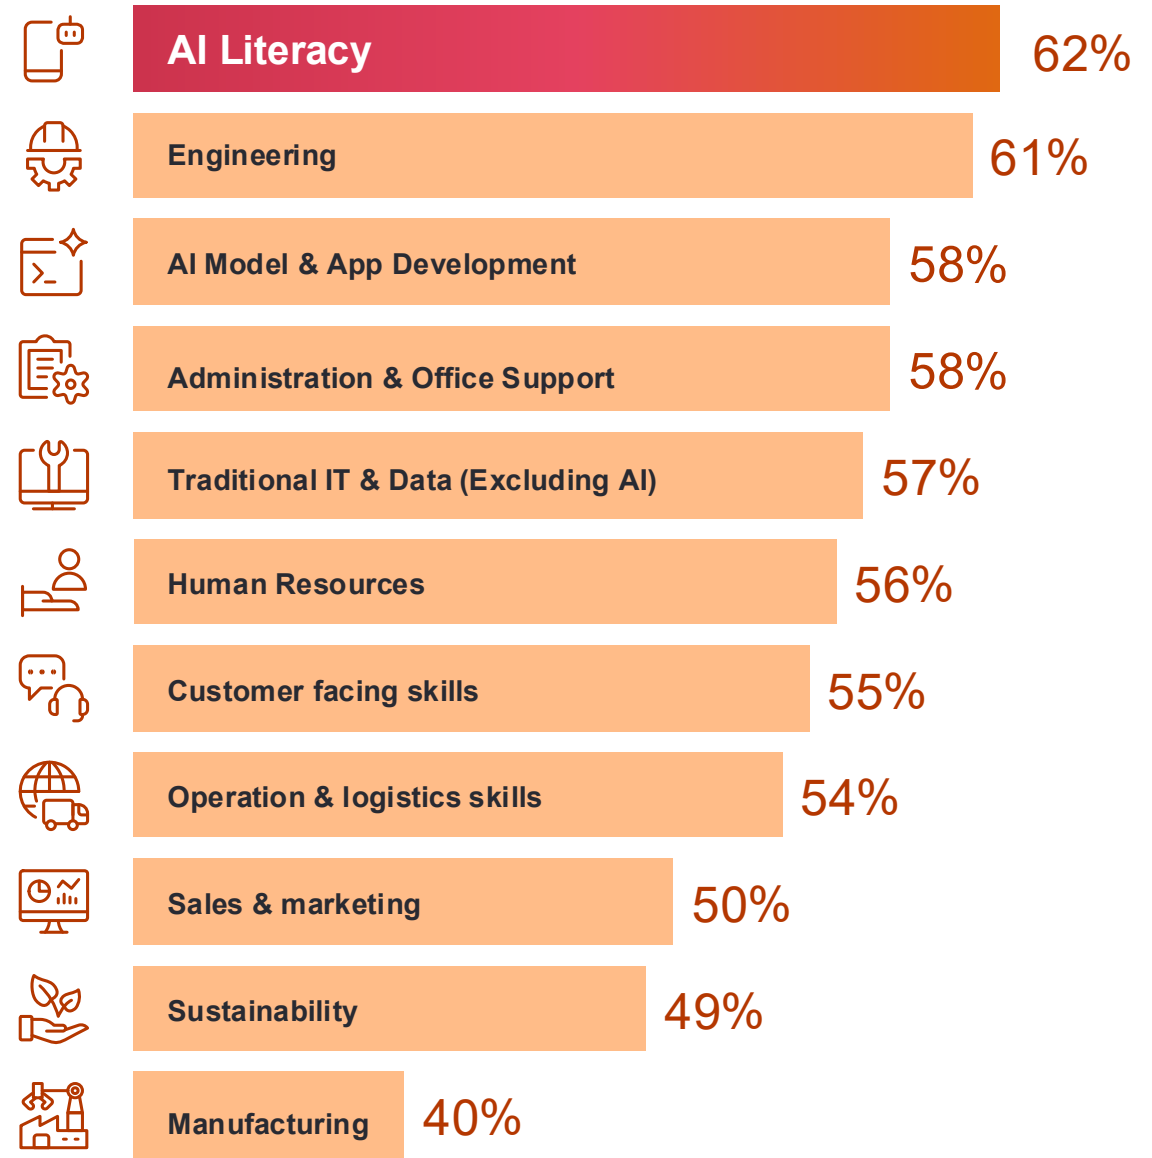 AI Literacy 62%
Engineering 61%
AI Model & App Development 58%
Administration & Office Support 58%
Traditional IT & Data (Excluding AI) 57%
Human Resources 56%
Customer facing skills 55%
Operation & logistics skills 54%
Sales & marketing 50%
Sustainability 49%
Manufacturing 40%